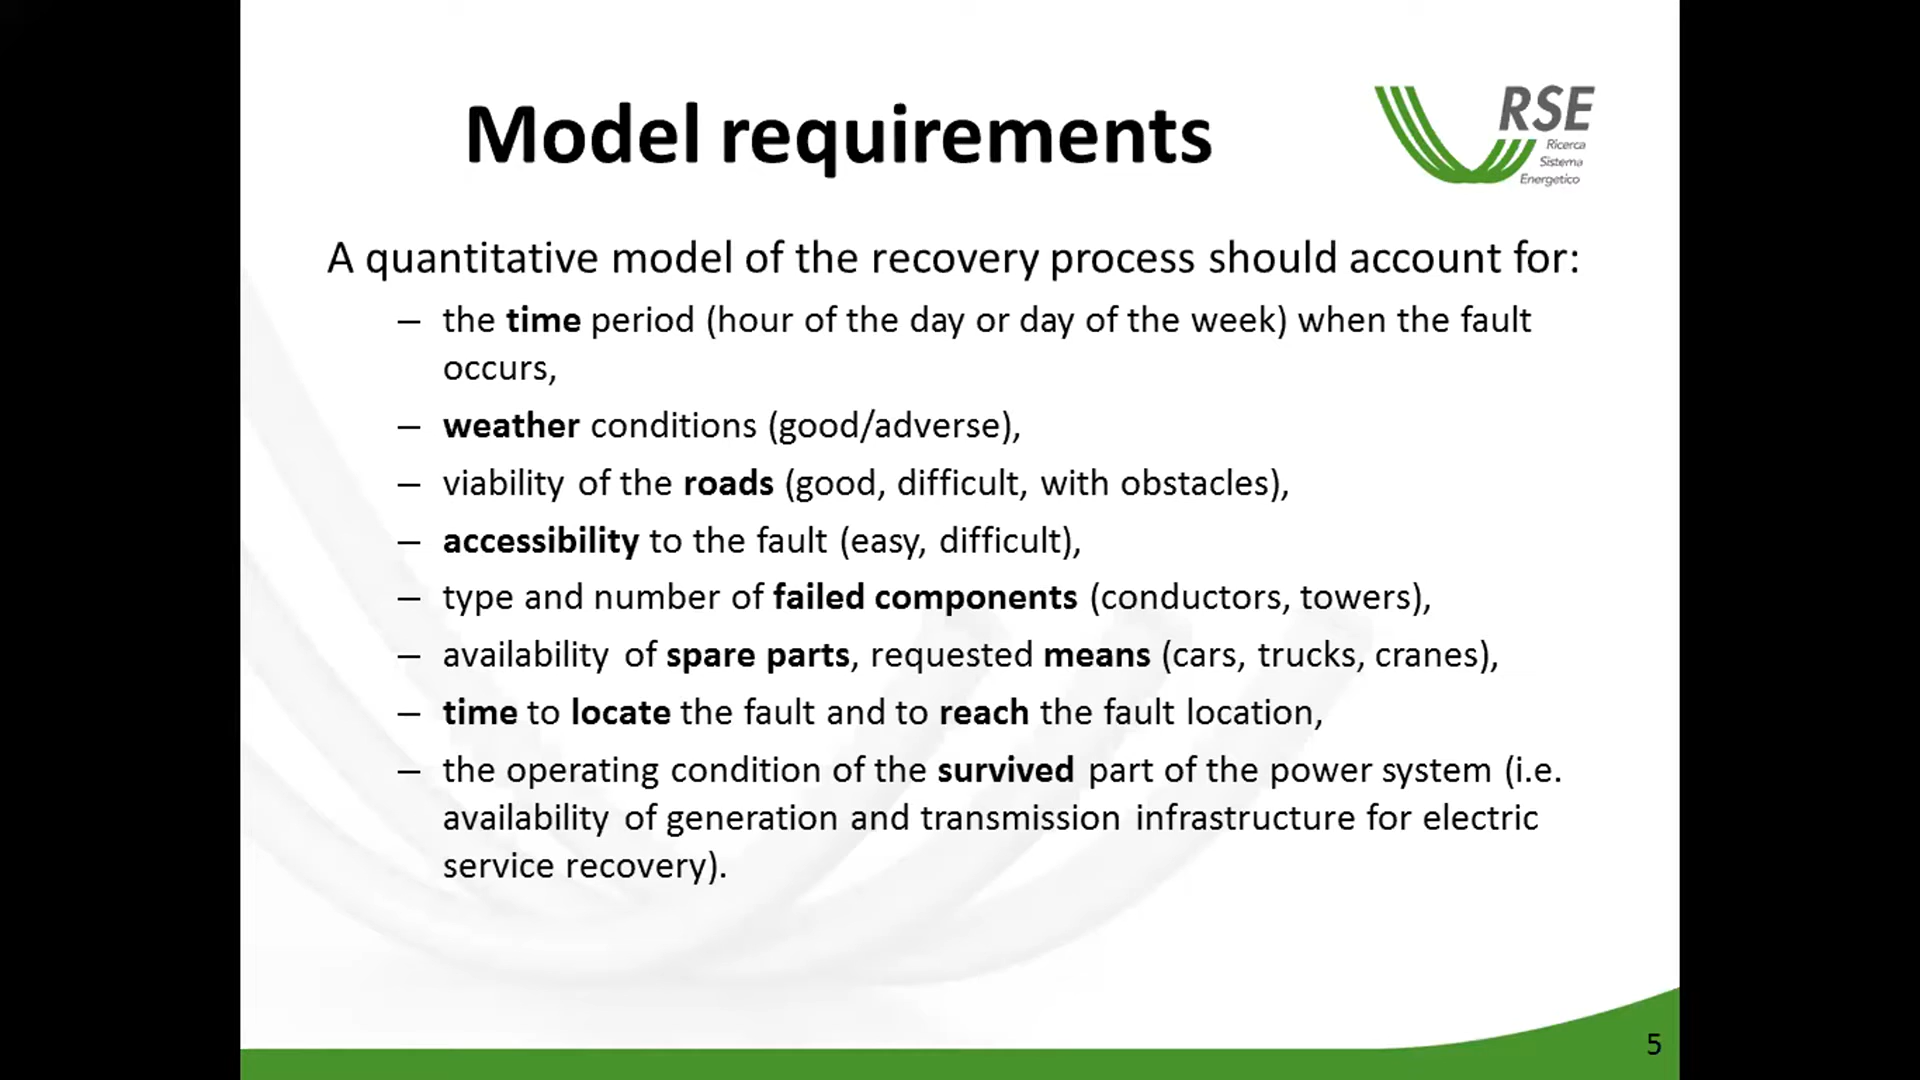 Model requirements
RSE
Ricerca
Sistema
Energetico
A quantitative model of the recovery process should account for:
– the time period (hour of the day or day of the week) when the fault
occurs,
– weather conditions (good/adverse),
– viability of the roads (good, difficult, with obstacles),
– accessibility to the fault (easy, difficult),
– type and number of failed components (conductors, towers),
– availability of spare parts, requested means (cars, trucks, cranes),
– time to locate the fault and to reach the fault location,
– the operating condition of the survived part of the power system (i.e.
availability of generation and transmission infrastructure for electric
service recovery).
5